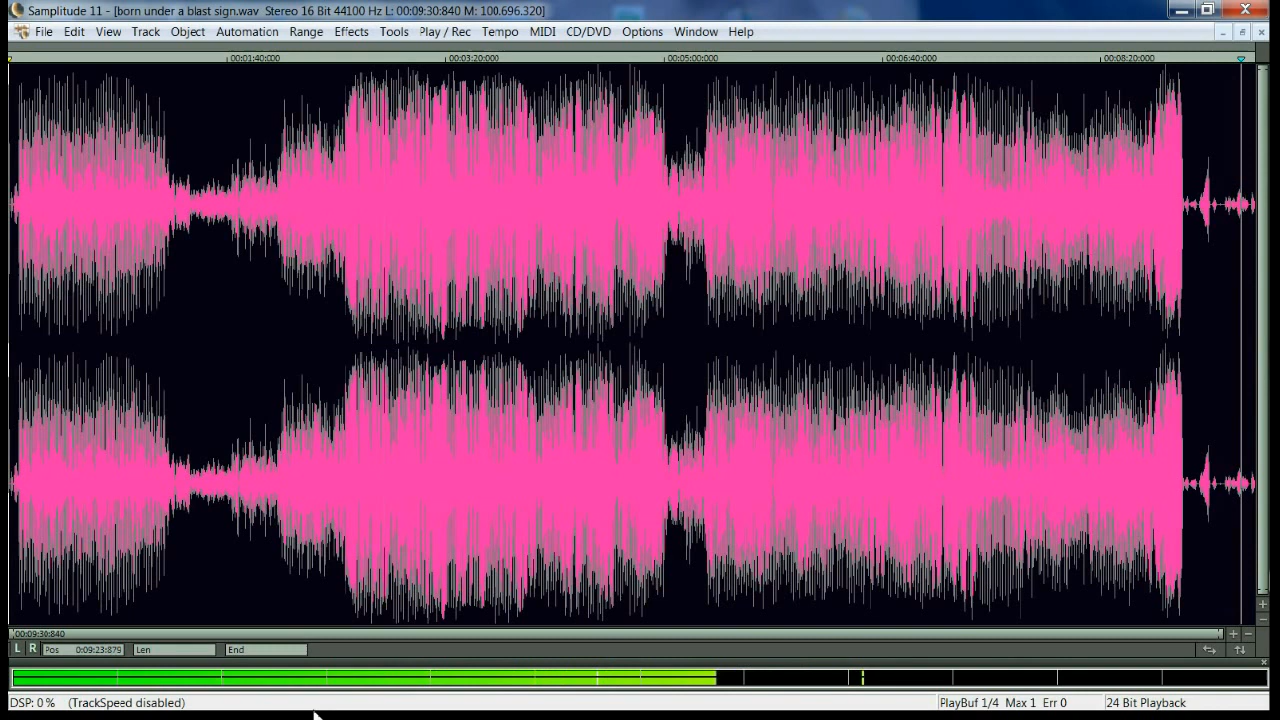 Samplitude 11 - [born under a blast sign.wav  Stereo 16 Bit 44100 Hz L: 00:09:30:840 M: 100.696.320]
File Edit View Track Object Automation Range Effects Tools Play / Rec Tempo MIDI CD/DVD Options Window Help
00:01:40:000 00:03:20:000 00:05:00:000 00:06:40:000 00:08:20:000
00:09:30:840
L R Pos 0:09:23:879 Len End
DSP: 0 % (TrackSpeed disabled) PlayBuf 1/4 Max 1 Err 0 24 Bit Playback